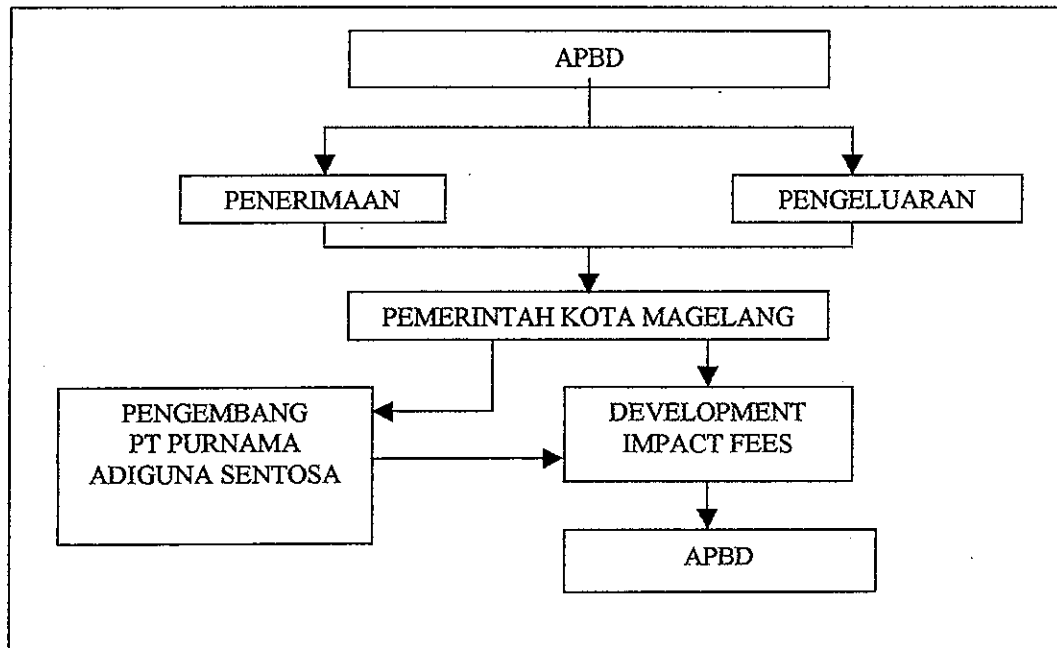 APBD
PENERIMAAN
PENGELUARAN
PEMERINTAH KOTA MAGELANG
PENGEMBANG
PT PURNAMA
ADIGUNA SENTOSA
DEVELOPMENT
IMPACT FEES
APBD